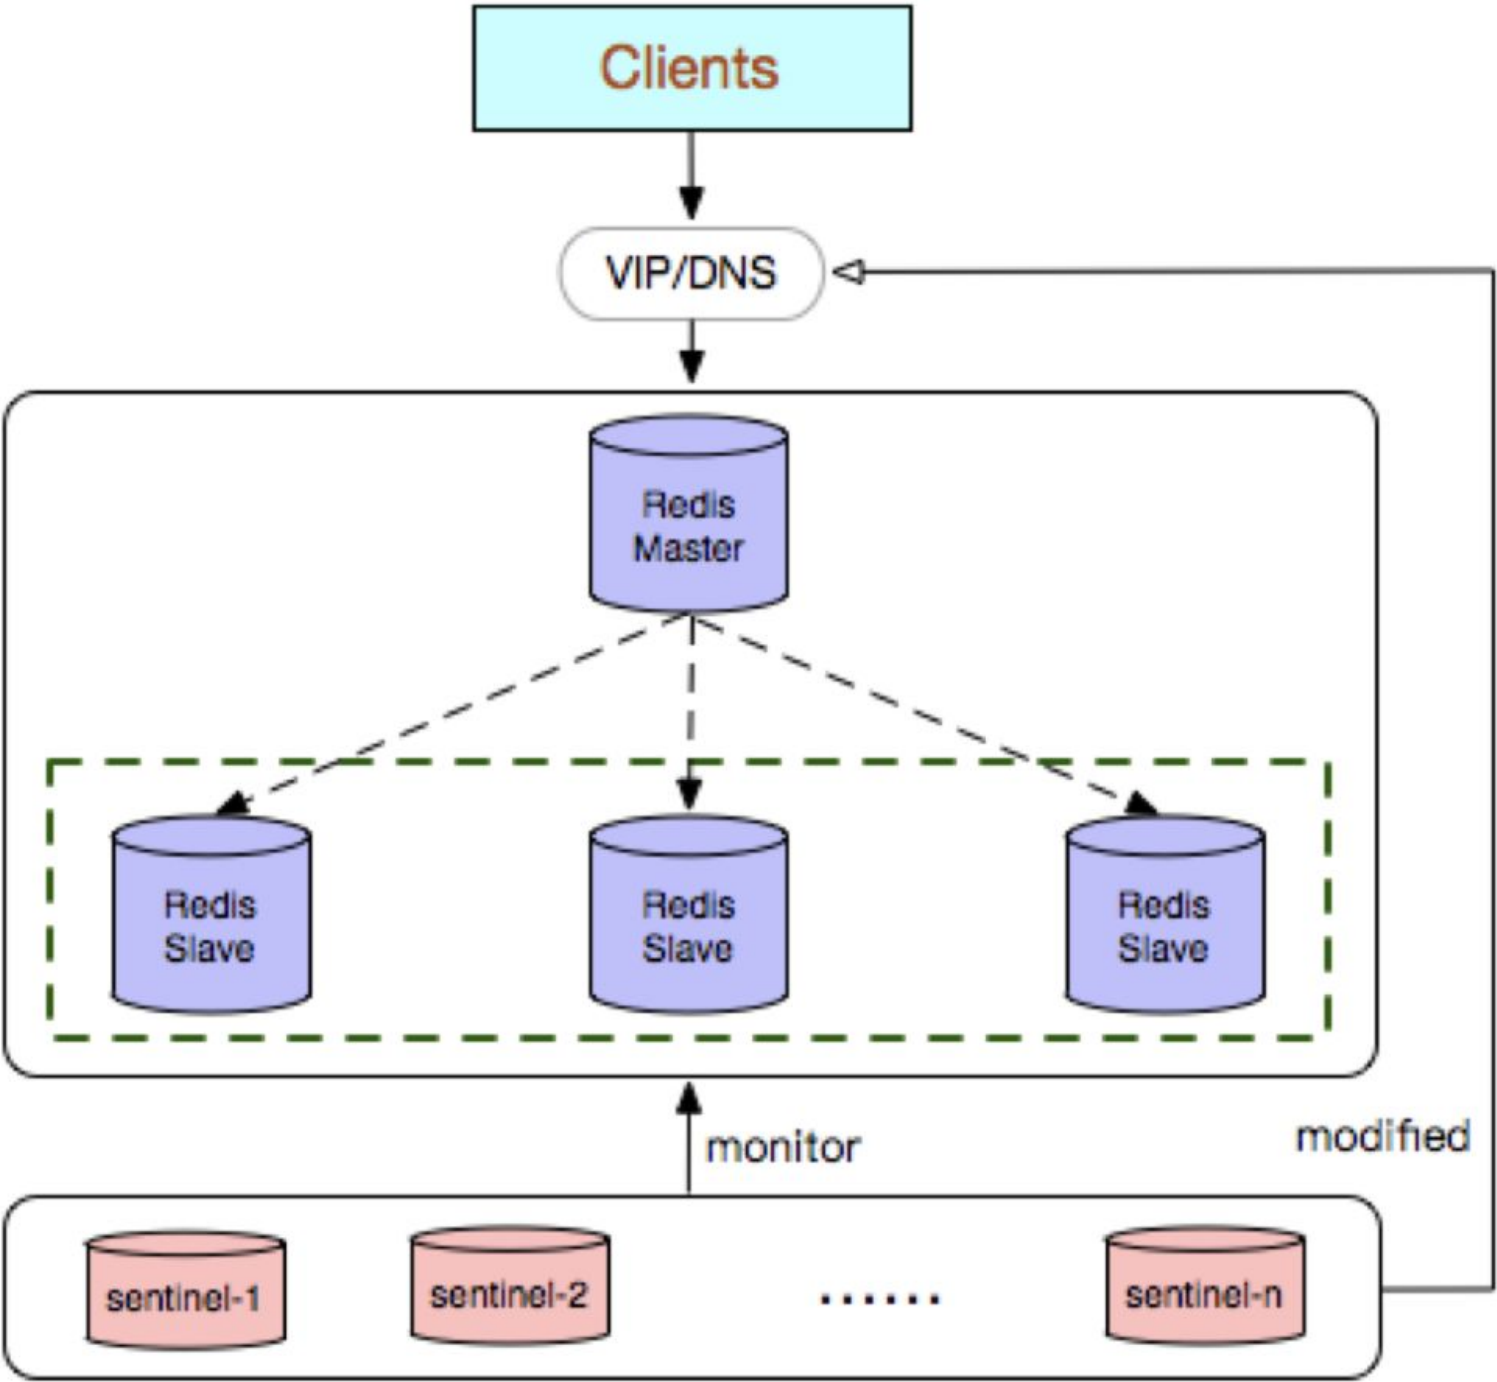 Clients
VIP/DNS
Redis
Master
Redis
Slave
Redis
Slave
Redis
Slave
monitor
modified
sentinel-1
sentinel-2
......
sentinel-n